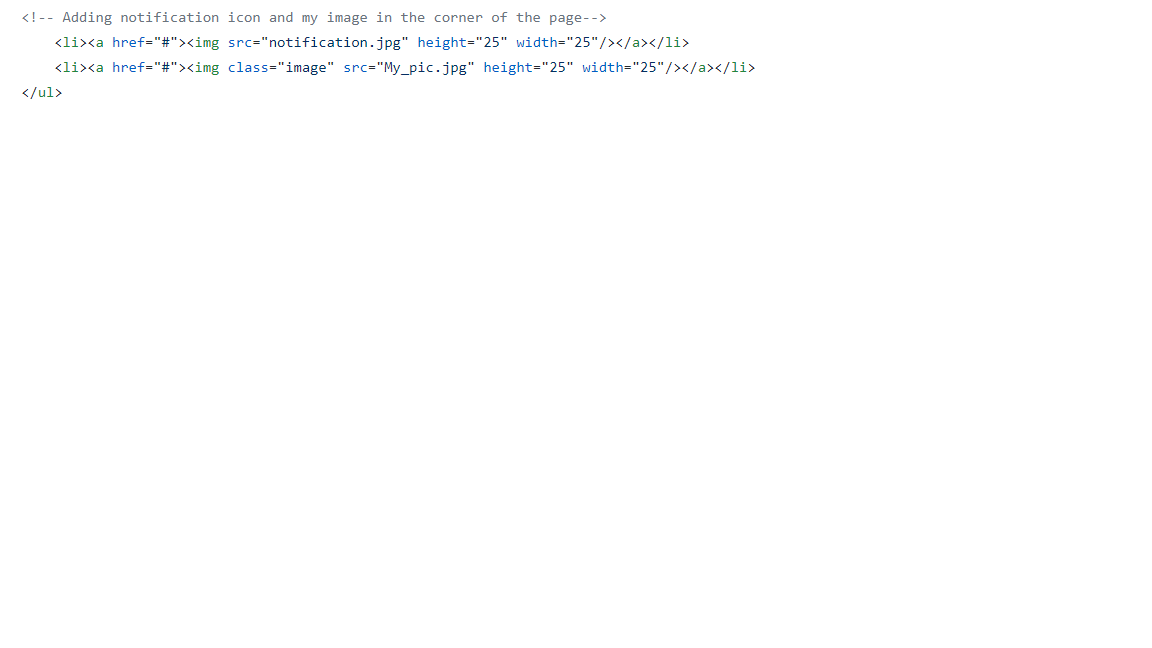 <!-- Adding notification icon and my image in the corner of the page-->
<li><a href="#"><img src="notification.jpg" height="25" width="25"/></a></li>
<li><a href="#"><img class="image" src="My_pic.jpg" height="25" width="25"/></a></li>
</ul>